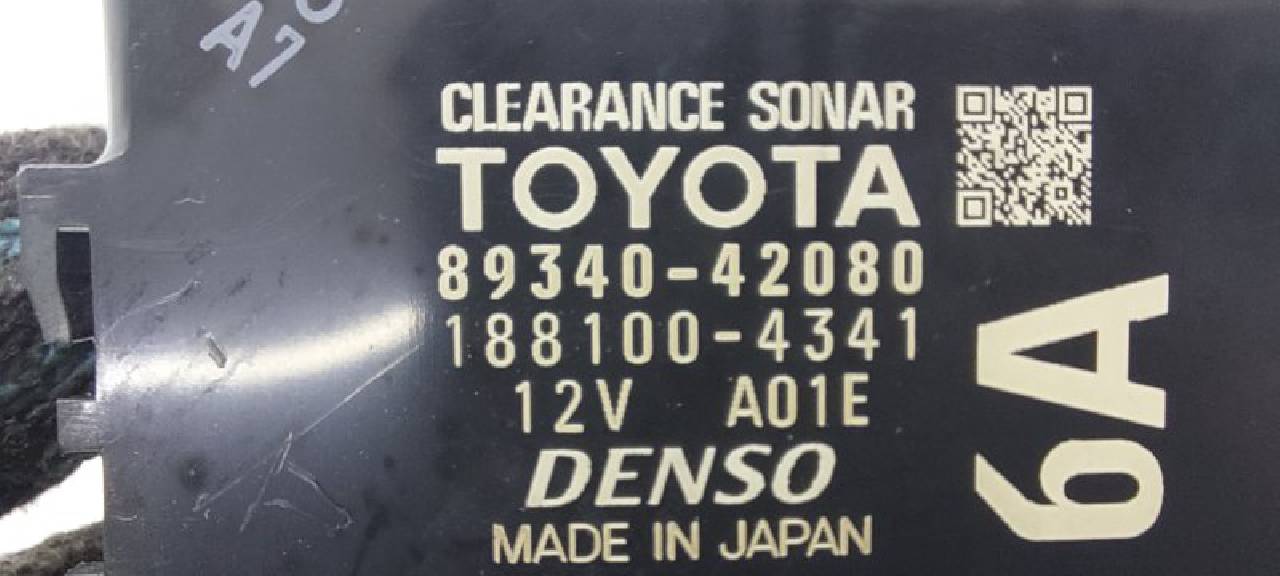 CLEARANCE SONAR
TOYOTA
89340-42080
188100-4341
12V A01E
DENSO
MADE IN JAPAN
6A